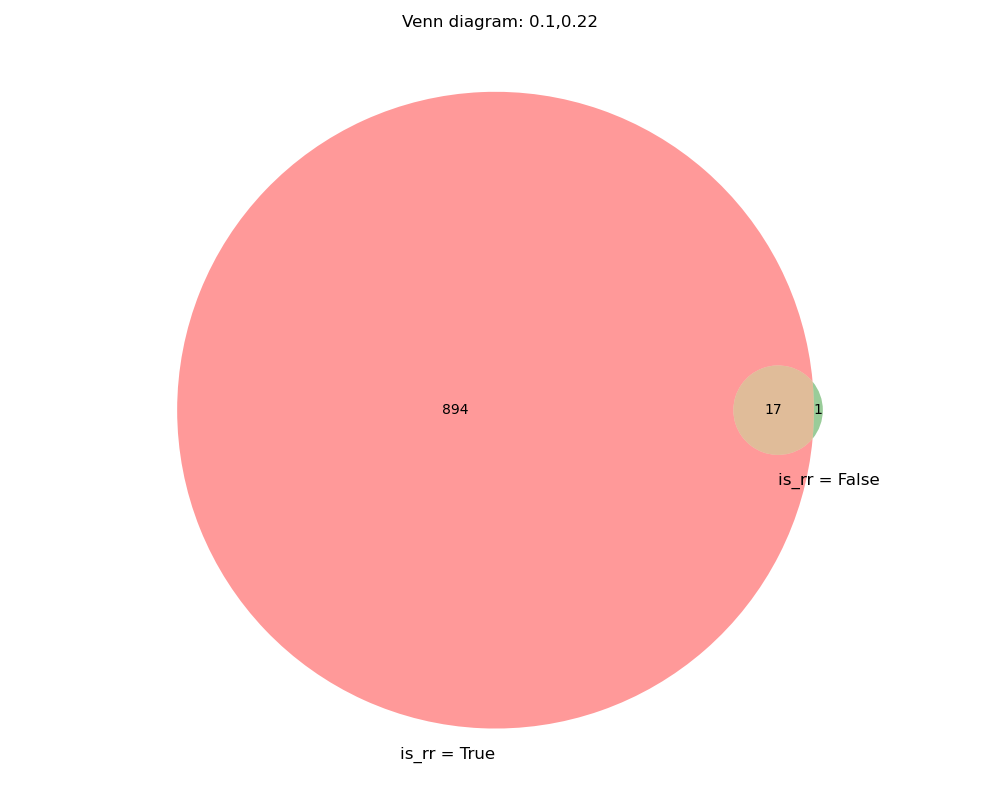 Venn diagram: 0.1,0.22
894
17
1
is_rr = False
is_rr = True